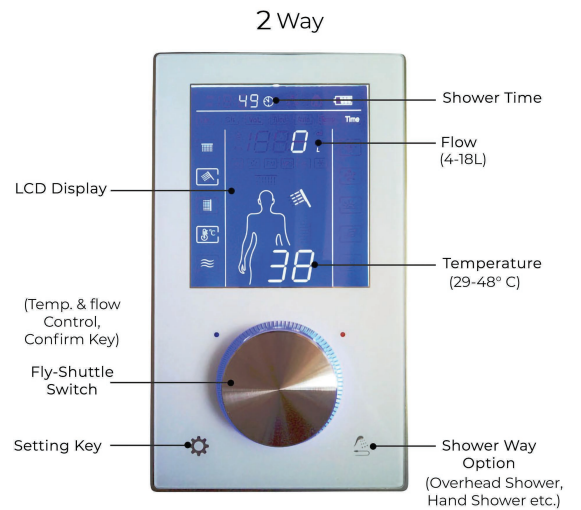 2 Way
49
Shower Time
Time
Flow
(4-18L)
0 L
LCD Display
°C
38
Temperature
(29-48° C)
(Temp. & flow
Control,
Confirm Key)
Fly-Shuttle
Switch
Setting Key
Shower Way
Option
(Overhead Shower,
Hand Shower etc.)